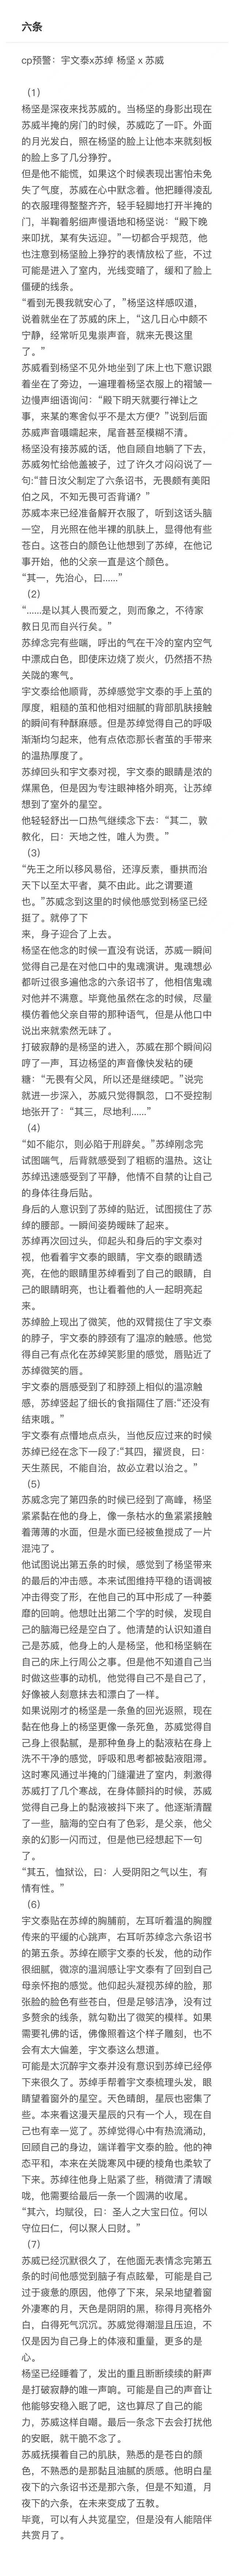 六条
cp预警：宇文泰x苏绰 杨坚 x 苏威
（1）
杨坚是深夜来找苏威的。当杨坚的身影出现在
苏威半掩的房门的时候，苏威吃了一吓。外面
的月光发白，照在杨坚的脸上让他本来就刻板
的脸上多了几分狰狞。
但是他不能慌，如果这个时候表现出害怕未免
失了气度，苏威在心中默念着。他把睡得凌乱
的衣服理得整整齐齐，轻手轻脚地打开半掩的
门，半鞠着躬细声慢语地和杨坚说：“殿下晚
来叨扰，某有失远迎。”一切都合乎规范，他
也注意到杨坚脸上狰狞的表情放松了些，不过
可能是进入了室内，光线变暗了，缓和了脸上
僵硬的线条。
“看到无畏我就安心了，”杨坚这样感叹道，
说着就坐在了苏威的床上，“这几日心中颇不
宁静，经常听见鬼祟声音，就来无畏这里
了。”
苏威看到杨坚不见外地坐到了床上也下意识跟
着坐在了旁边，一遍理着杨坚衣服上的褶皱一
边慢声细语询问：“殿下明天就要行禅让之
事，来某的寒舍似乎不是太方便？”说到后面
苏威声音嗫嚅起来，尾音甚至模糊不清。
杨坚没有接苏威的话，他自顾自地躺了下去，
苏威匆忙给他盖被子，过了许久才闷闷说了一
句:“昔日汝父制定了六条诏书，无畏颇有美阳
伯之风，不知无畏可否背诵？”
苏威本来已经准备解开衣服了，听到这话头脑
一空，月光照在他半裸的肌肤上，显得他有些
苍白。这苍白的颜色让他想到了苏绰，在他记
事开始，他的父亲一直是这个颜色。
“其一，先治心，曰……”
（2）
“……是以其人畏而爱之，则而象之，不待家
教日见而自兴行矣。”
苏绰念完有些喘，呼出的气在干冷的室内空气
中漂成白色，即使床边烧了炭火，仍然捂不热
关陇的寒气。
宇文泰给他顺背，苏绰感觉宇文泰的手上茧的
厚度，粗糙的茧和他相对细腻的背部肌肤接触
的瞬间有种酥麻感。但是苏绰觉得自己的呼吸
渐渐均匀起来，他有点依恋那长者茧的手带来
的温热厚度了。
苏绰回头和宇文泰对视，宇文泰的眼睛是浓的
煤黑色，但是因为专注眼神格外明亮，让苏绰
想到了室外的星空。
他轻轻舒出一口热气继续念下去：“其二，敦
教化，曰：天地之性，唯人为贵。”
（3）
“先王之所以移风易俗，还淳反素，垂拱而治
天下以至太平者，莫不由此。此之谓要道
也。”苏威念到这里的时候他感觉到杨坚已经
挺了。就停了下
来，身子迎合了上去。
杨坚在他念的时候一直没有说话，苏威一瞬间
觉得自己是在对他口中的鬼魂演讲。鬼魂想必
都听过很多遍他念的六条诏书了，他相信鬼魂
对他并不满意。毕竟他虽然在念的时候，尽量
模仿着他父亲自带的那种语气，但是从他口中
说出来就索然无味了。
打破寂静的是杨坚的进入，苏威在那个瞬间闷
哼了一声，耳边杨坚的声音像快发粘的硬
糖：“无畏有父风，所以还是继续吧。”说完
就进一步深入，苏威只觉得飘忽，口不受控制
地张开了：“其三，尽地利……”
（4）
“如不能尔，则必陷于刑辟矣。”苏绰刚念完
试图喘气，后背就感受到了粗粝的温热。这让
苏绰迅速感受到了平静，他情不自禁的让自己
的身体往身后贴。
身后的人意识到了苏绰的贴近，试图揽住了苏
绰的腰部。一瞬间姿势暧昧了起来。
苏绰再次回过头，仰起头和身后的宇文泰对
视，他看着宇文泰的眼睛，宇文泰的眼睛透
亮，在他的眼睛里苏绰看到了自己的眼睛，自
己的眼睛明亮，也让看着他的人一起明亮起
来。
苏绰脸上现出了微笑，他的双臂揽住了宇文泰
的脖子，宇文泰的脖颈有了温凉的触感。他觉
得自己有点化在苏绰笑影里的感觉，唇贴近了
苏绰微笑的唇。
宇文泰的唇感受到了和脖颈上相似的温凉触
感，苏绰竖起了细长的食指隔住了唇:“还没有
结束哦。”
宇文泰有点懵地点点头，当他反应过来的时候
苏绰已经在念下一段了:“其四，擢贤良，曰：
天生蒸民，不能自治，故必立君以治之。”
（5）
苏威念完了第四条的时候已经到了高峰，杨坚
紧紧黏在他的身上，像一条枯水的鱼紧紧接触
着薄薄的水面，但是水面已经被鱼搅成了一片
混沌了。
他试图说出第五条的时候，感觉到了杨坚带来
的最后的冲击感。本来试图维持平稳的语调被
冲击得变了形，在他自己的耳中形成了一种萎
靡的回响。他想吐出第二个字的时候，发现自
己的脑海已经是空白了。他清楚的认识知道自
己是苏威，他身上的人是杨坚，他和杨坚躺在
自己的床上行周公之事。但是他不知道自己当
时做这些事的动机，他觉得自己不是自己了，
好像被人刻意抹去和漂白了一样。
如果说刚才的杨坚是一条鱼的回光返照，现在
黏在他身上的杨坚更像一条死鱼，苏威觉得自
己身上很黏腻，是那种鱼身上的黏液粘在身上
洗不干净的感觉，呼吸和思考都被黏液阻滞。
这时寒风通过半掩的门缝灌进了室内，刺激得
苏威打了几个寒战，在身体颤抖的时候，苏威
觉得自己身上的黏液被抖下来了。他逐渐清醒
了一些，脑海的空白有了色彩，是父亲，他父
亲的幻影一闪而过，但是他已经想起下一句
了。
“其五，恤狱讼，曰：人受阴阳之气以生，有
情有性。”
（6）
宇文泰贴在苏绰的胸脯前，左耳听着温的胸膛
传来的平缓的心跳声，右耳听苏绰念六条诏书
的第五条。苏绰在顺宇文泰的长发，他的动作
很细腻，微凉的温润感让宇文泰有了回到自己
母亲怀抱的感觉。他仰起头凝视苏绰的脸，那
张脸的脸色有些苍白，但是足够洁净，没有过
多赘余的线条，就勾勒出了微笑的模样。如果
需要礼佛的话，佛像照着这个样子雕刻，也不
会有太大偏差，宇文泰这么想道。
可能是太沉醉宇文泰并没有意识到苏绰已经停
下来很久了。苏绰手帮着宇文泰梳理头发，眼
睛望着窗外的星空。天色晴朗，星辰也密集了
些。本来看这漫天星辰的只有一个人，现在自
己也有幸一览了。苏绰觉得心中有热流涌动，
回顾自己的身边，端详着宇文泰的脸。他的神
态平和，本来在关陇寒风中硬的棱角也柔软了
下来。苏绰往他身上贴紧了些，稍微清了清喉
咙，他需要给最后一条一个圆满的收尾。
“其六，均赋役，曰：圣人之大宝曰位。何以
守位曰仁，何以聚人曰财。”
（7）
苏威已经沉默很久了，在他面无表情念完第五
条的时间他感觉到脑子有点眩晕，可能是自己
过于疲惫的原因，他停了下来，呆呆地望着窗
外凄寒的月，天色是阴阴的黑，称得月亮格外
白，白得死气沉沉。苏威觉得潮湿且压迫，不
仅是因为自己身上的体液和重量，更多的是
心。
杨坚已经睡着了，发出的重且断断续续的鼾声
是打破寂静的唯一声响。可能是自己的声音让
他能够安稳入眠了吧，这也算尽了自己的能
力，苏威这样自嘲。最后一条念下去会打扰他
的安眠，就干脆不念了。
苏威抚摸着自己的肌肤，熟悉的是苍白的颜
色，不熟悉的是那黏且油腻的质感。他明白星
夜下的六条诏书还是那六条，但是不知道，月
夜下的六条，在未来变成了五教。
毕竟，可以有人共览星空，但是没有人能陪伴
共赏月了。